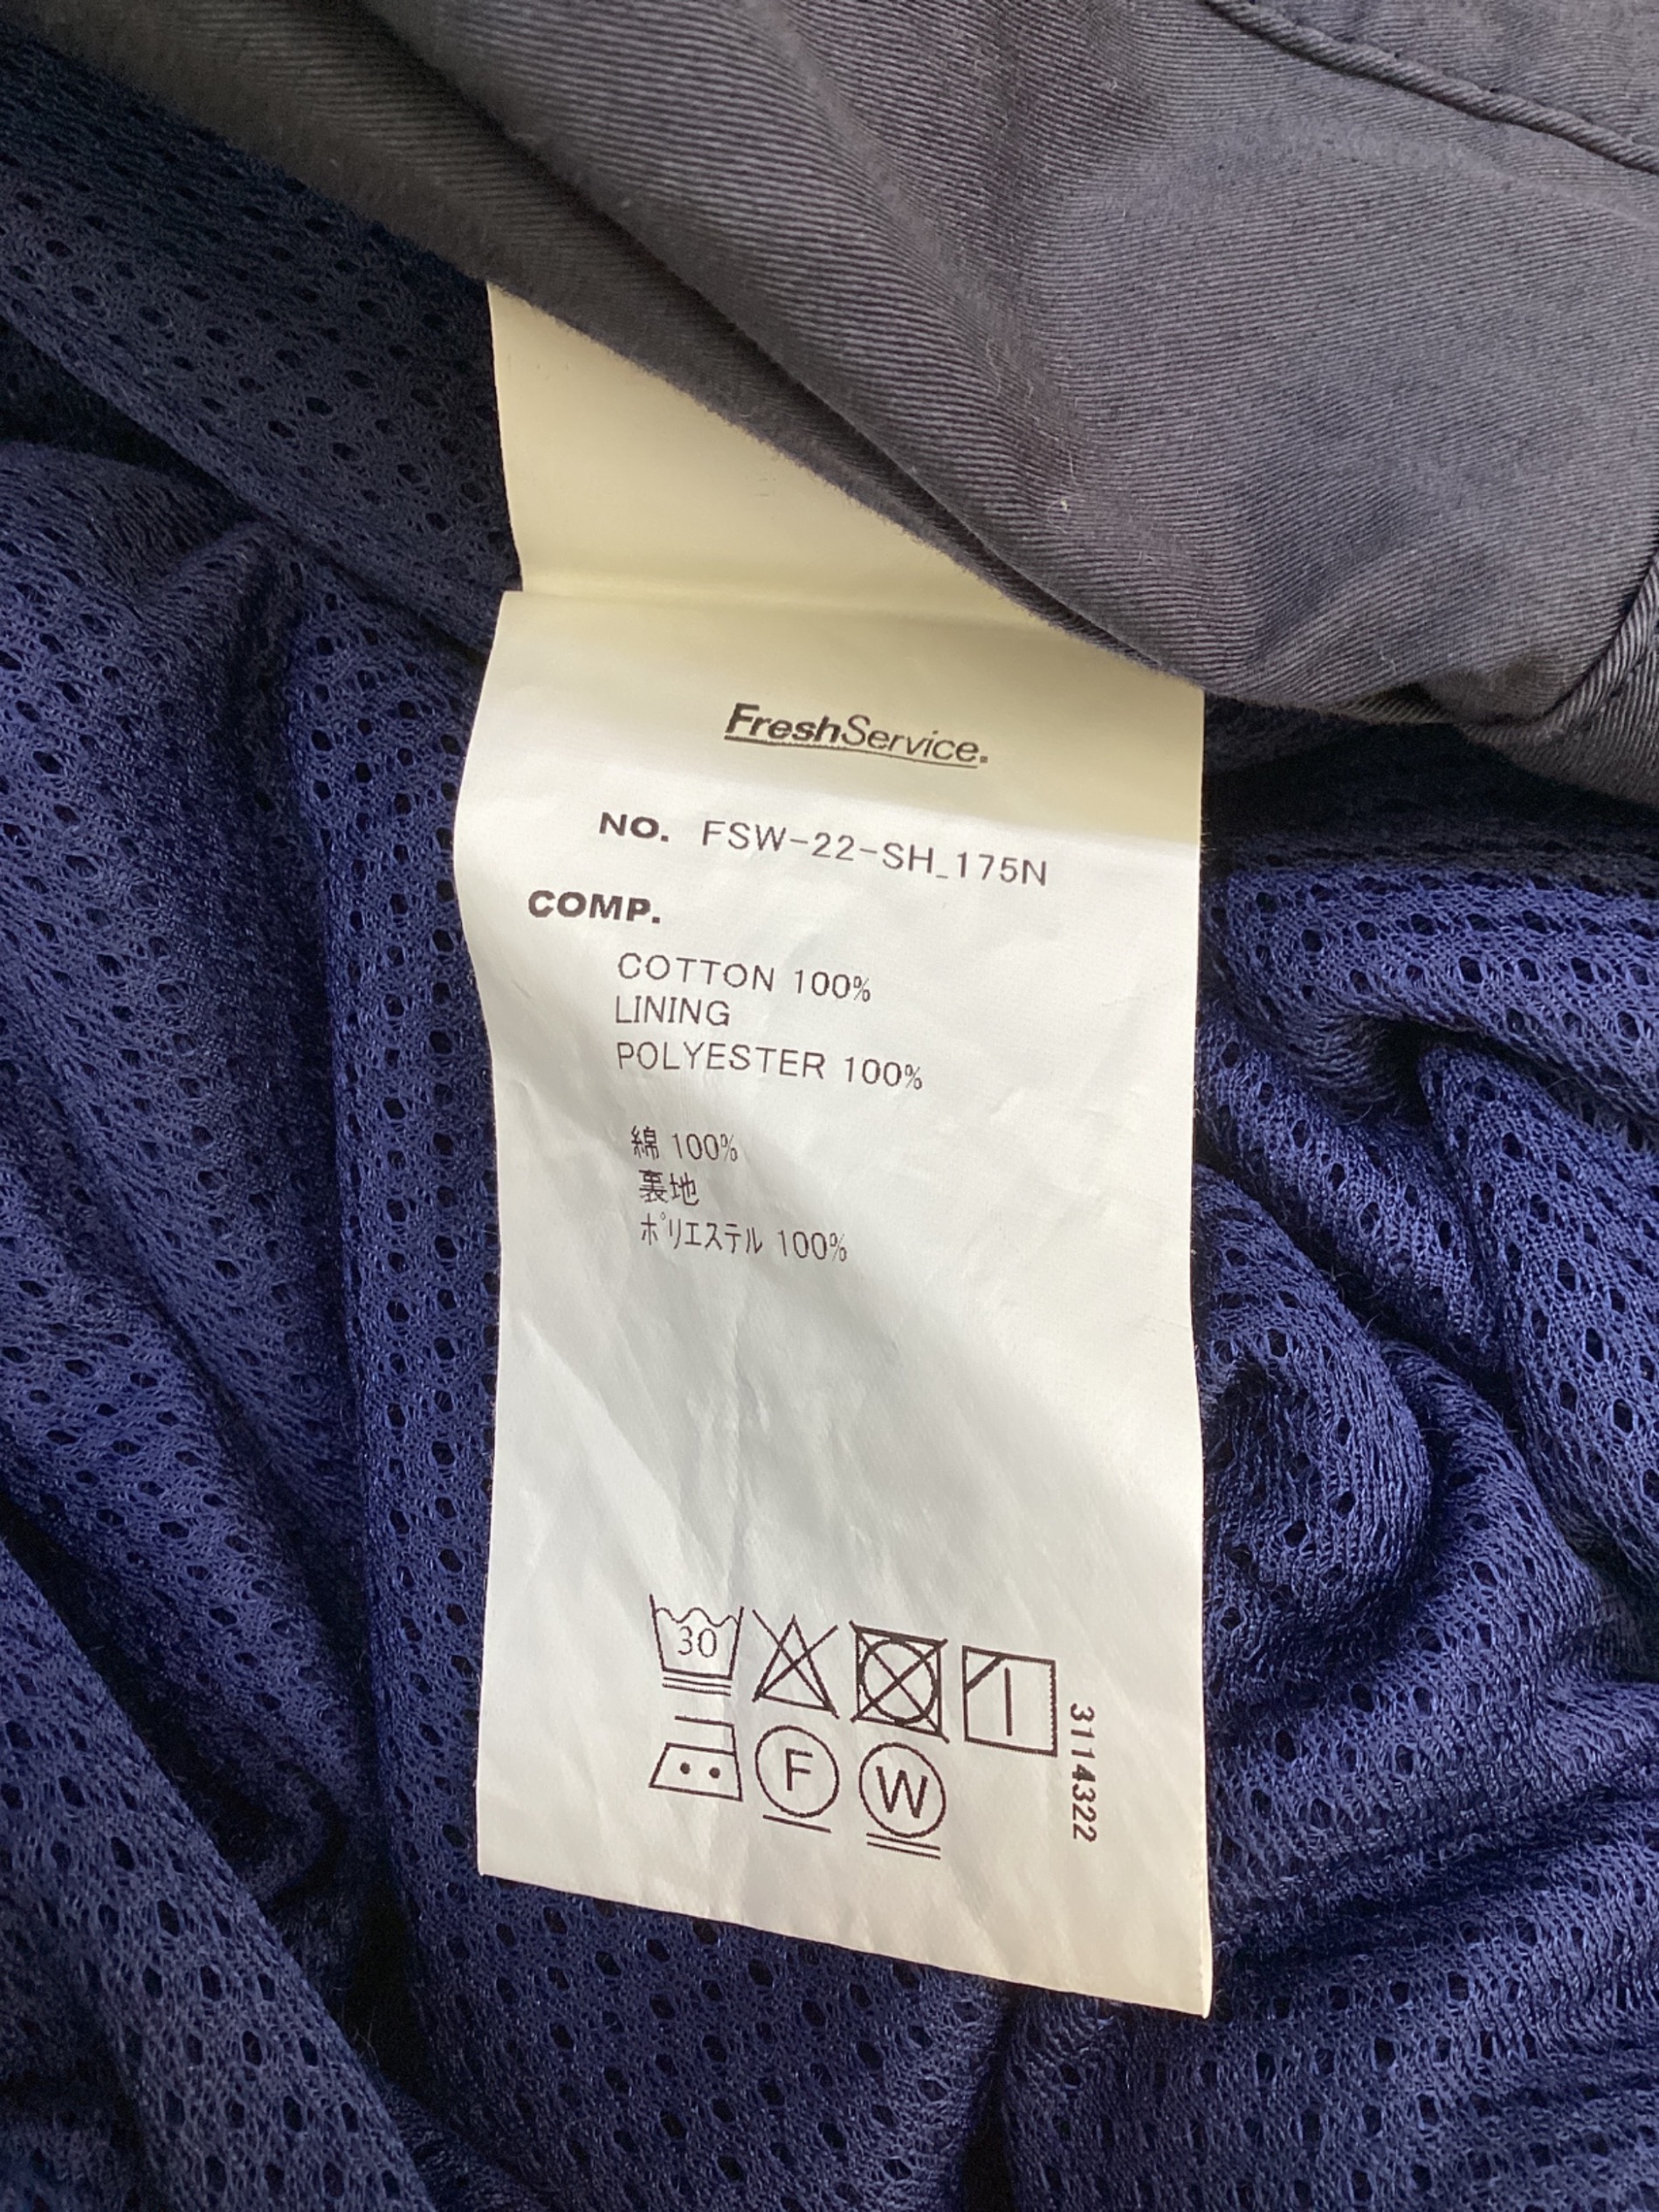 FreshService.
NO. FSW-22-SH_175N
COMP.
COTTON 100%
LINING
POLYESTER 100%
綿 100%
裏地
ポリエステル 100%
30
F W
3114322